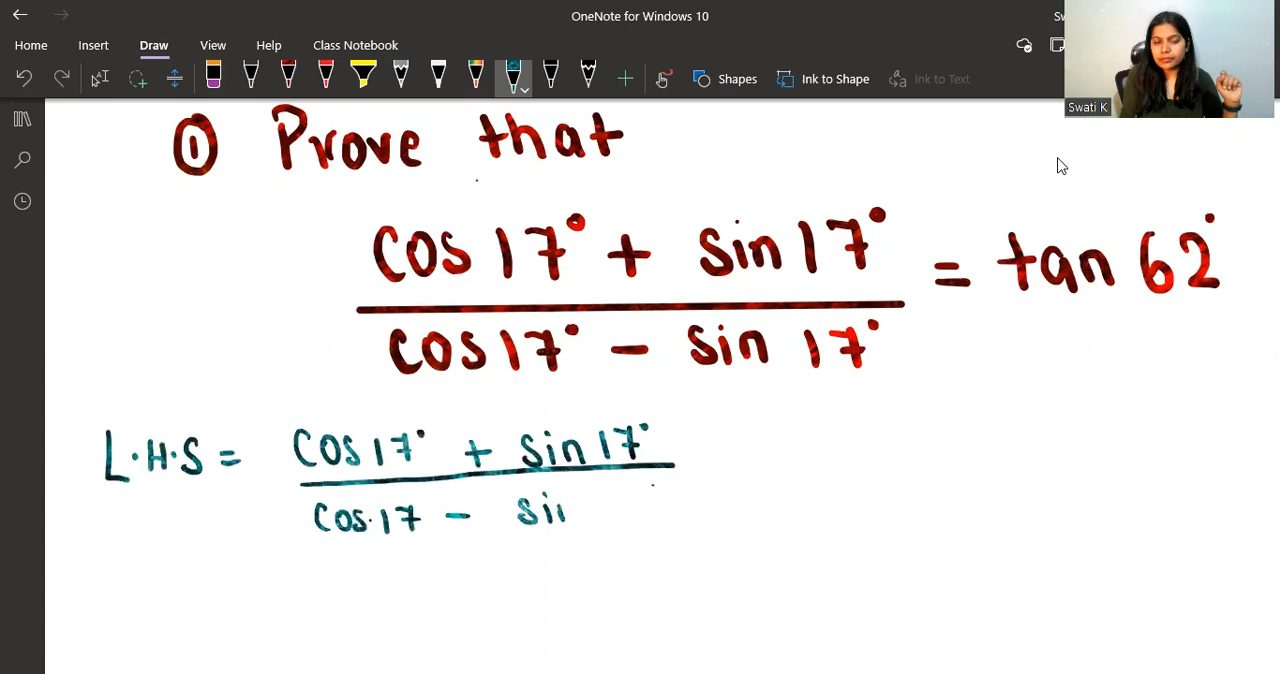 OneNote for Windows 10
Sw
Home Insert Draw View Help Class Notebook
Shapes Ink to Shape Ink to Text
Swati K
① Prove that
cos 17° + sin 17°
= tan 62°
cos 17° - sin 17°
L.H.S = cos 17° + sin 17°
cos.17 - sii